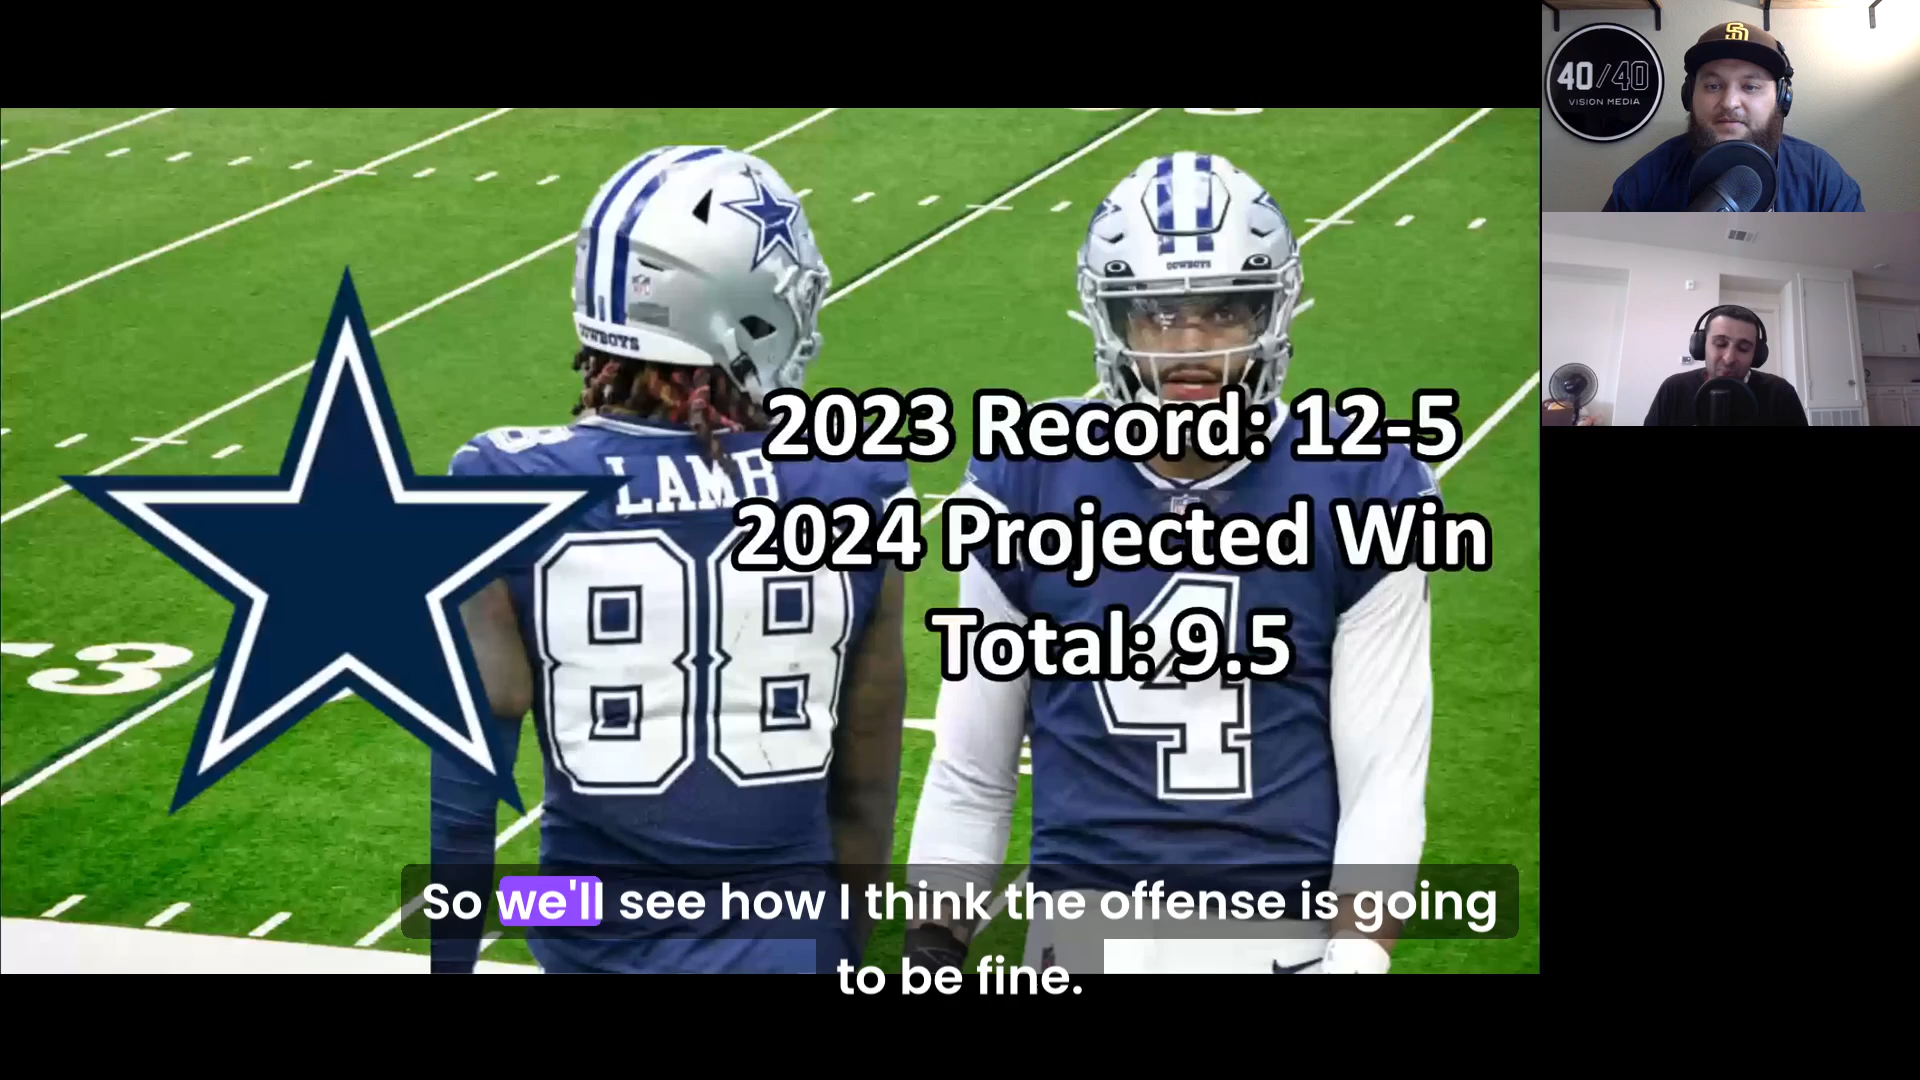 SD
40/40
VISION MEDIA
COWBOYS
COWBOYS
2023 Record: 12-5
LAMB
2024 Projected Win
88
Total: 9.5
4
3
So we'll see how I think the offense is going
to be fine.